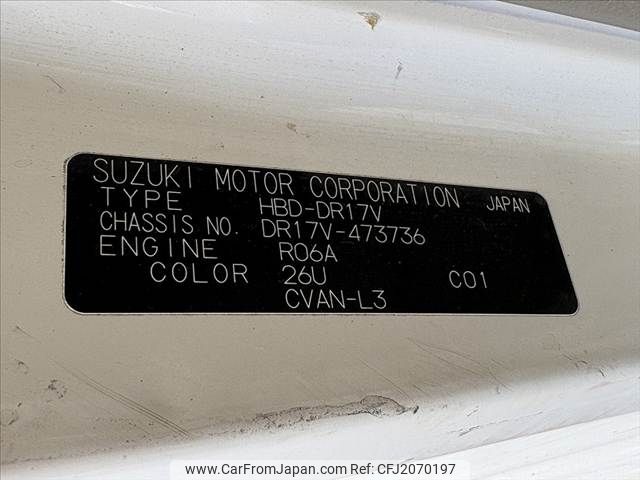 SUZUKI MOTOR CORPORATION JAPAN
TYPE HBD-DR17V
CHASSIS NO. DR17V-473736
ENGINE R06A
COLOR 26U C01
CVAN-L3
www.CarFromJapan.com CFJ2070197